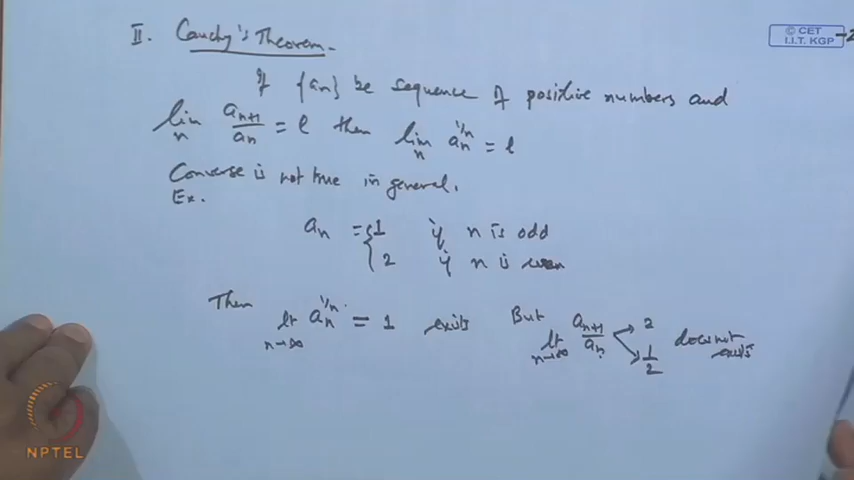 II. Cauchy's Theorem.
© CET
I.I.T. KGP
If {an} be sequence of positive numbers and
lim n an+1/an = l then lim n an^1/n = l
Converse is not true in general.
Ex.
an = { 1 if n is odd
2 if n is even
Then lt n→∞ an^1/n = 1 exists But lt n→∞ an+1/an → 2 → 1/2 does not exists
NPTEL